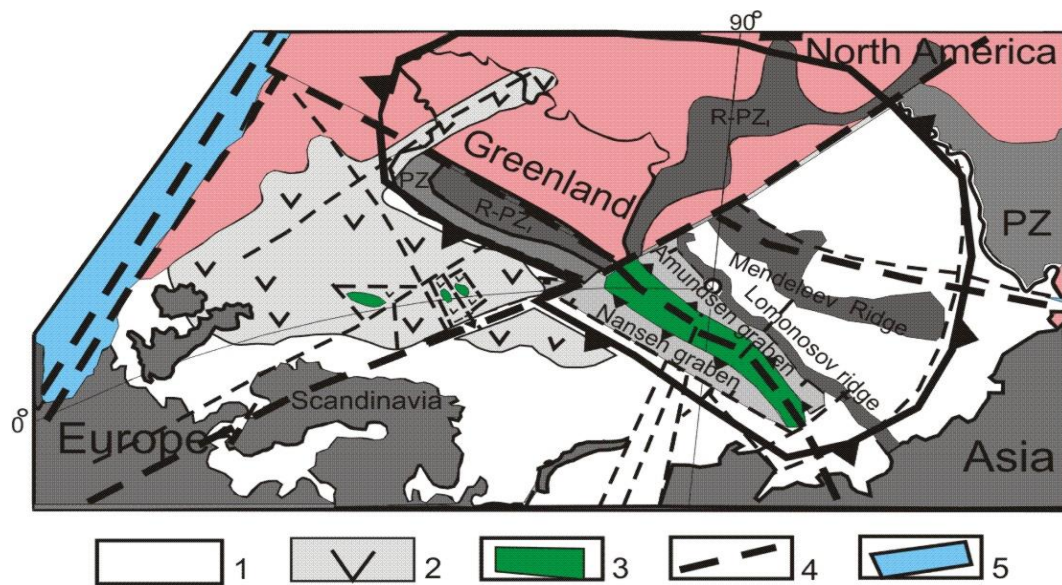 90°
North America
R-PZ₁
Greenland
PZ
R-PZ₁
PZ
Amundsen graben
Mendeleev Ridge
Lomonosov ridge
Nansen graben
Scandinavia
0°
Europe
Asia
1
2
3
4
5